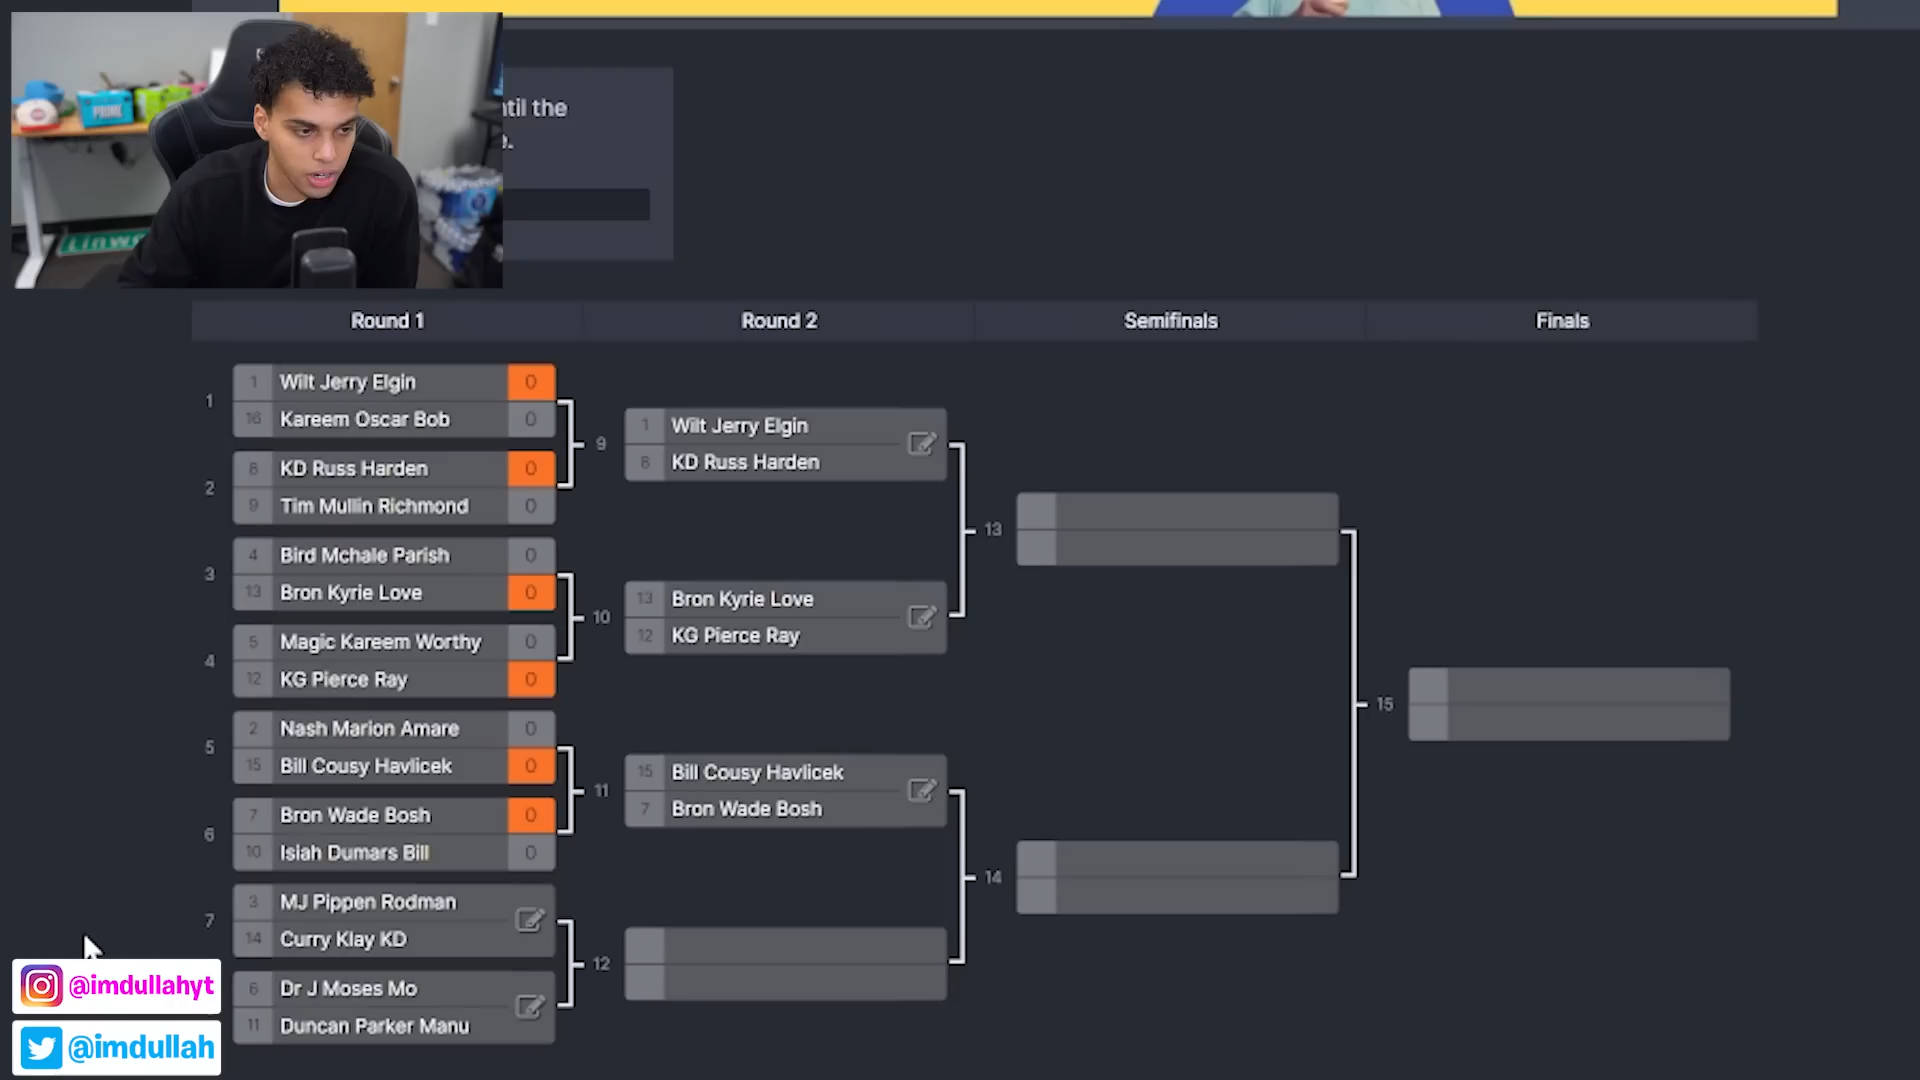 PRIME
Linwo
ntil the
e.
Round 1
Round 2
Semifinals
Finals
1
1 Wilt Jerry Elgin 0
16 Kareem Oscar Bob 0
2
8 KD Russ Harden 0
9 Tim Mullin Richmond 0
3
4 Bird Mchale Parish 0
13 Bron Kyrie Love 0
4
5 Magic Kareem Worthy 0
12 KG Pierce Ray 0
5
2 Nash Marion Amare 0
15 Bill Cousy Havlicek 0
6
7 Bron Wade Bosh 0
10 Isiah Dumars Bill 0
7
3 MJ Pippen Rodman
14 Curry Klay KD
6 Dr J Moses Mo
11 Duncan Parker Manu
9
1 Wilt Jerry Elgin
8 KD Russ Harden
10
13 Bron Kyrie Love
12 KG Pierce Ray
11
15 Bill Cousy Havlicek
7 Bron Wade Bosh
12
13
14
15
@imdullahyt
@imdullah